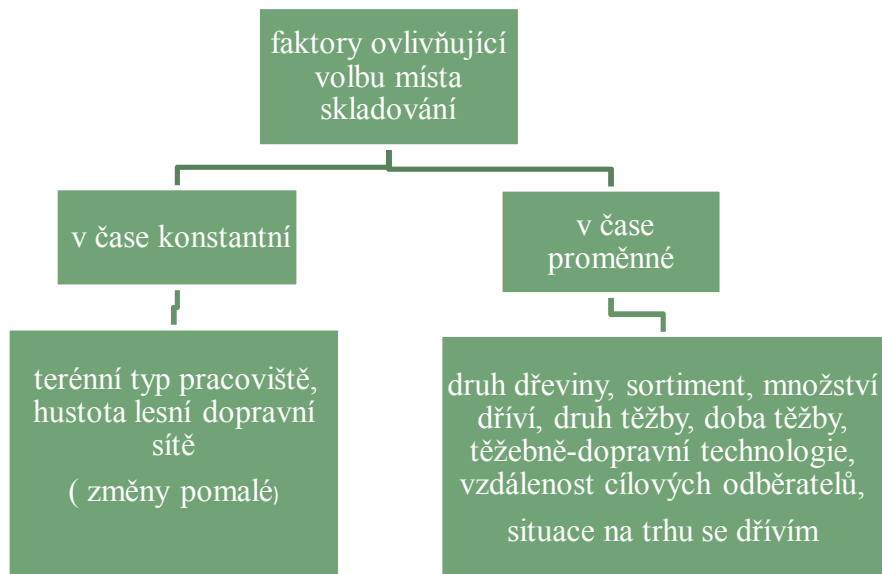 faktory ovlivňující
volbu místa
skladování
v čase konstantní
v čase
proměnné
terénní typ pracoviště,
hustota lesní dopravní
sítě
( změny pomalé)
druh dřeviny, sortiment, množství
dříví, druh těžby, doba těžby,
těžebně-dopravní technologie,
vzdálenost cílových odběratelů,
situace na trhu se dřívím